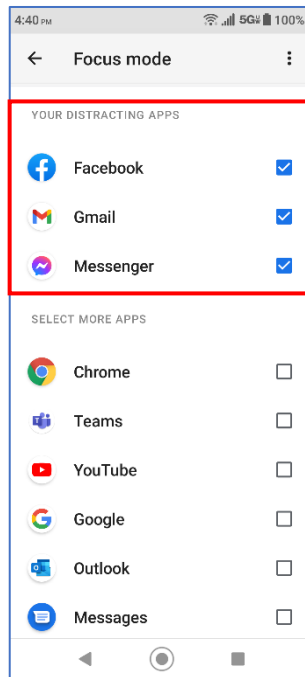 4:40 PM 5G 100%
Focus mode
YOUR DISTRACTING APPS
Facebook
Gmail
Messenger
SELECT MORE APPS
Chrome
Teams
YouTube
Google
Outlook
Messages